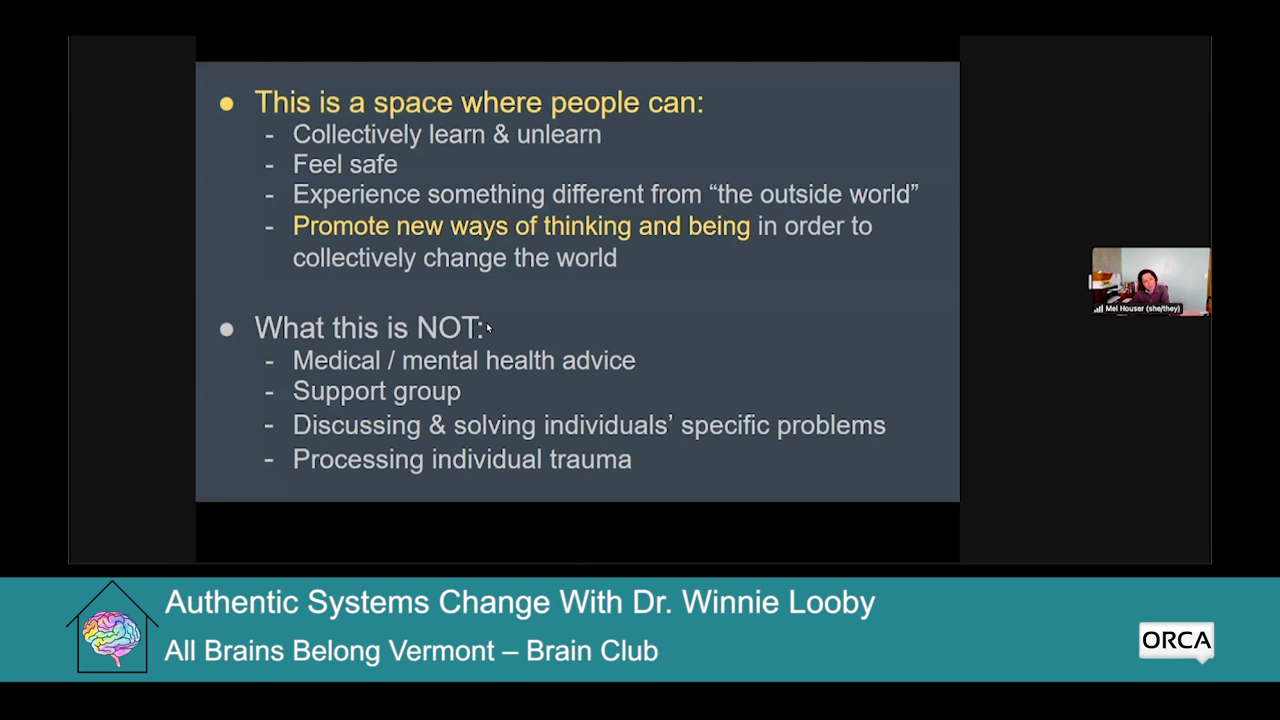 ● This is a space where people can:
- Collectively learn & unlearn
- Feel safe
- Experience something different from “the outside world”
- Promote new ways of thinking and being in order to
collectively change the world
● What this is NOT:
- Medical / mental health advice
- Support group
- Discussing & solving individuals’ specific problems
- Processing individual trauma
Mel Houser (she/they)
Authentic Systems Change With Dr. Winnie Looby
All Brains Belong Vermont – Brain Club
ORCA